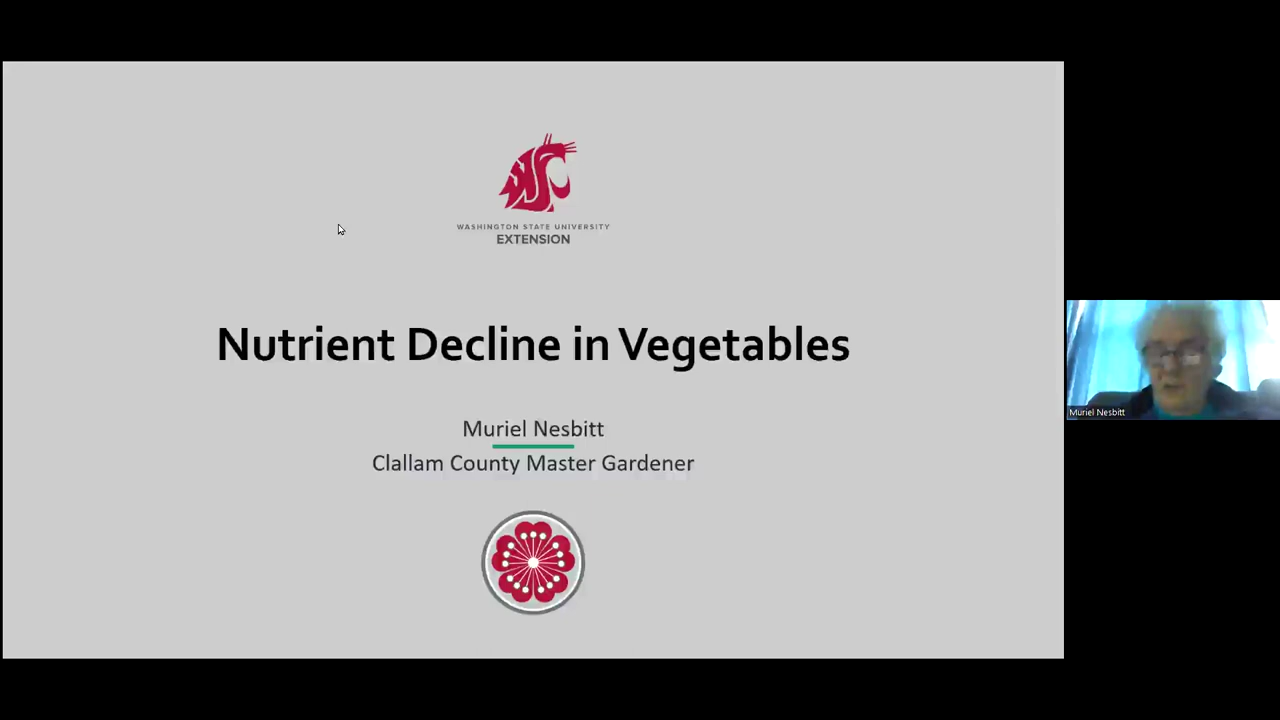 WASHINGTON STATE UNIVERSITY
EXTENSION
Nutrient Decline in Vegetables
Muriel Nesbitt
Clallam County Master Gardener
Muriel Nesbitt